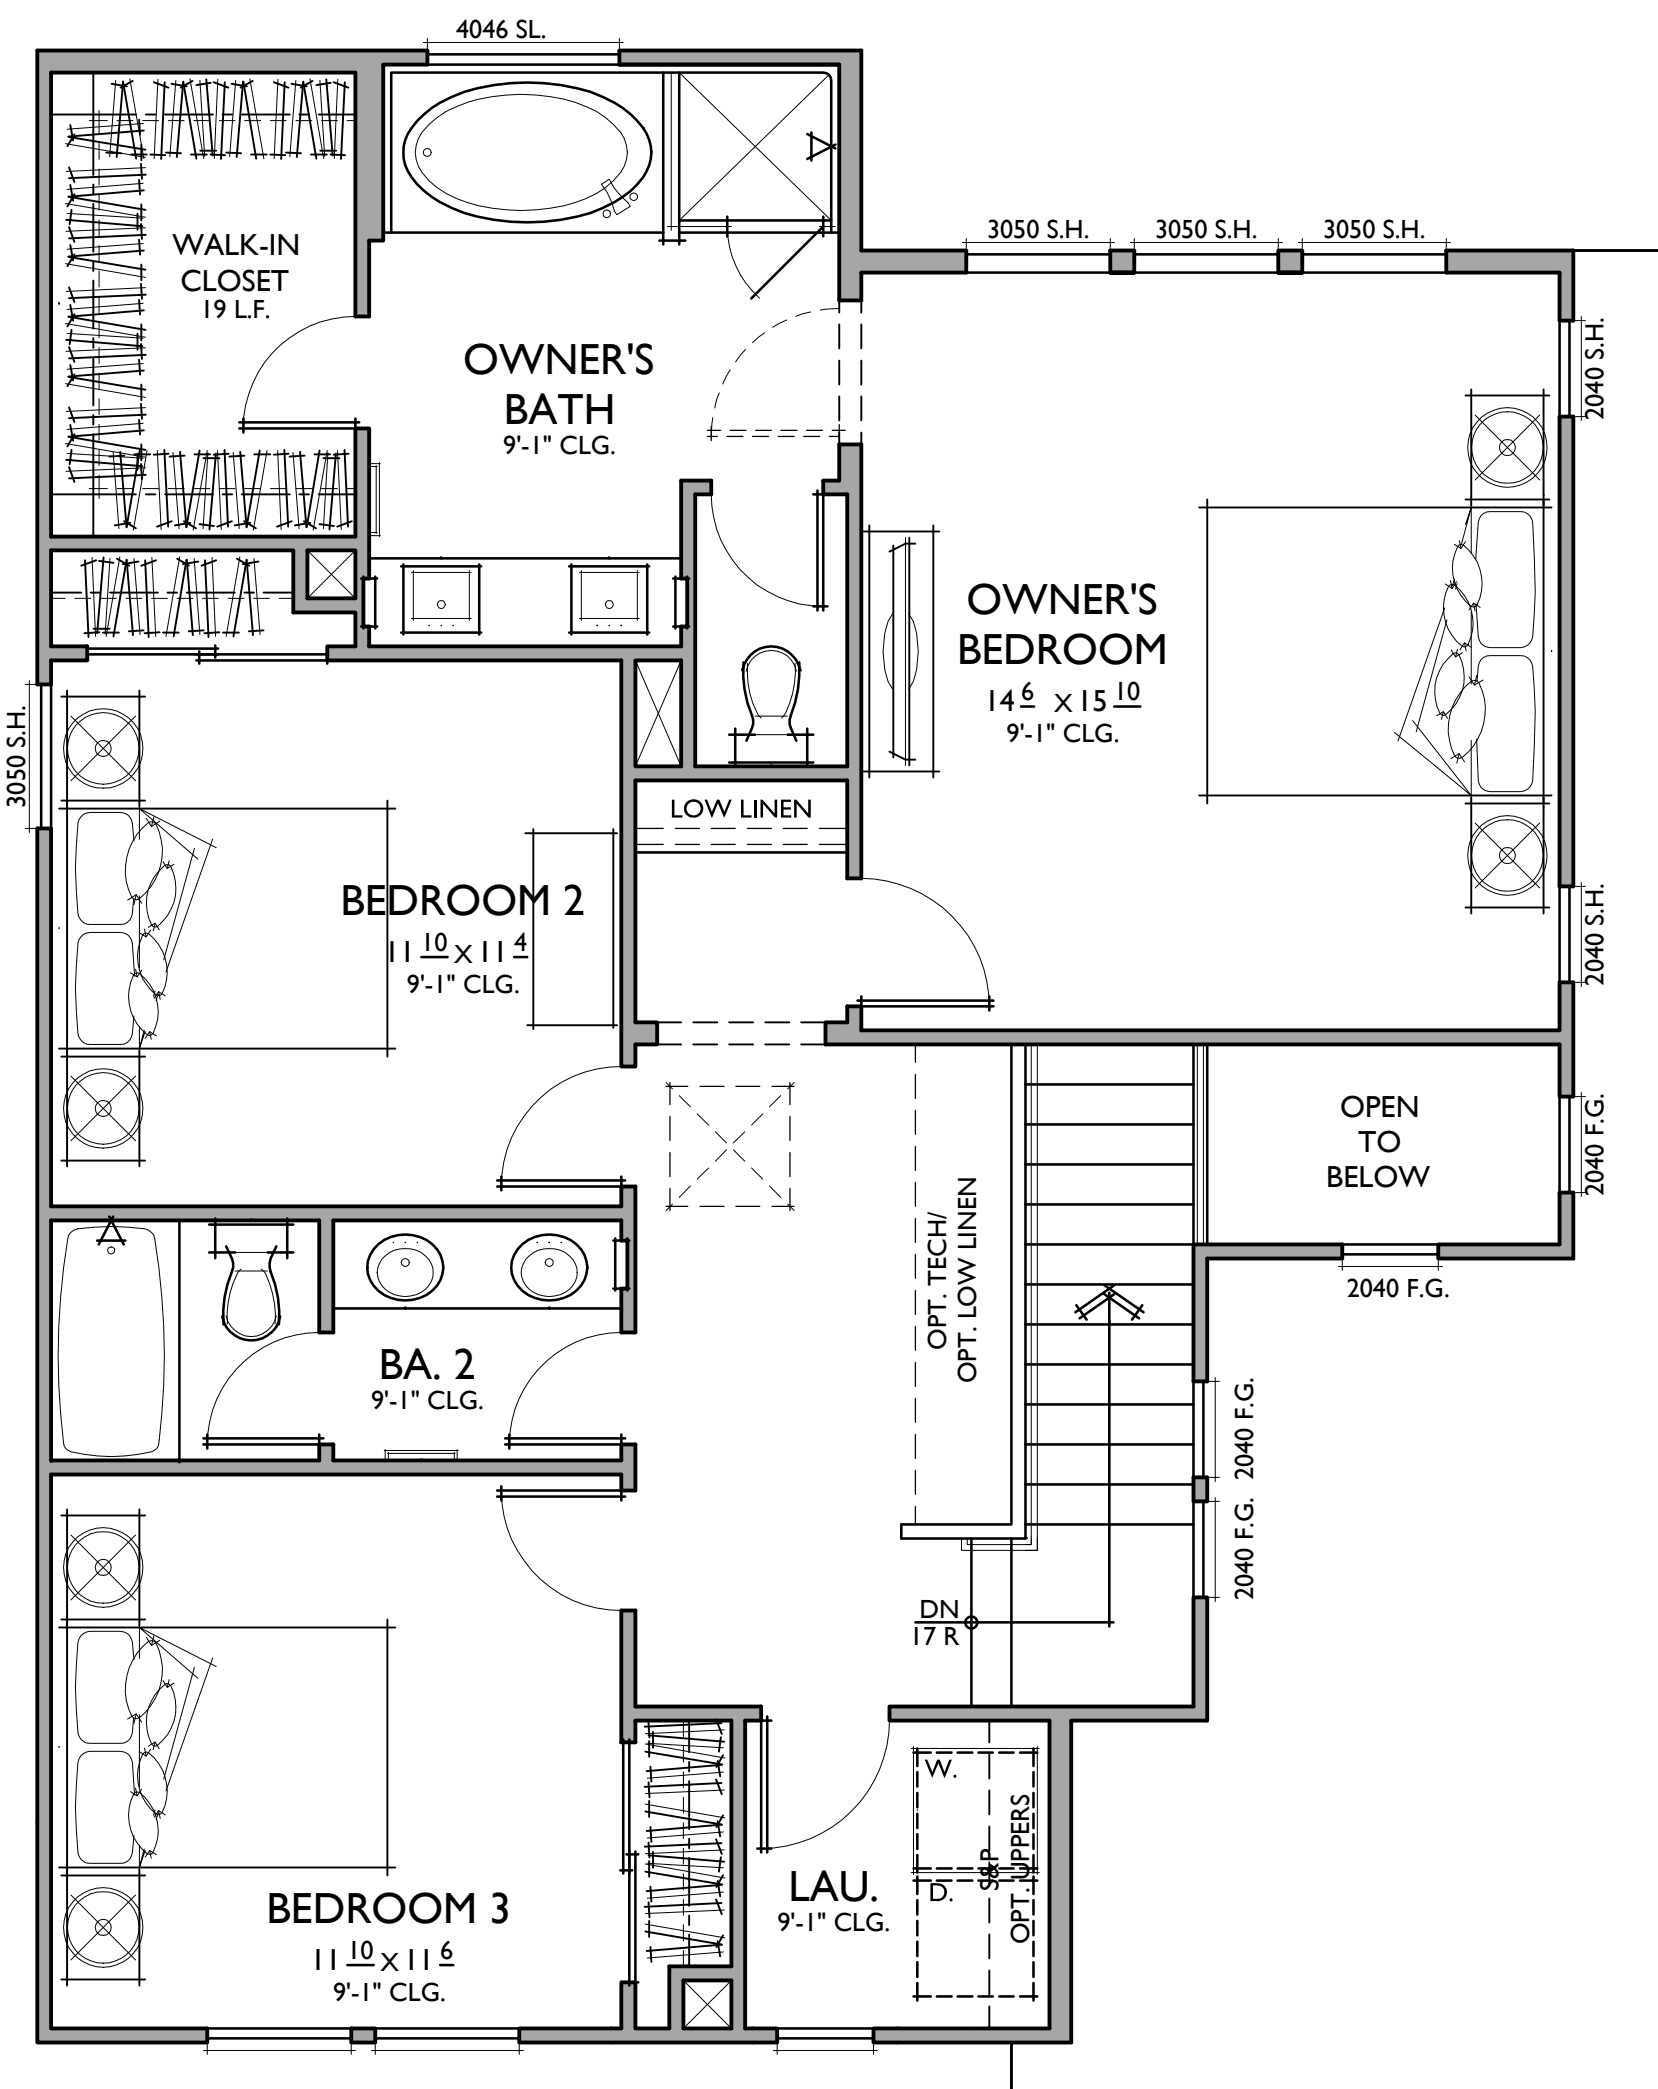 4046 SL.
3050 S.H.
3050 S.H.
3050 S.H.
WALK-IN
CLOSET
19 L.F.
OWNER'S
BATH
9'-1" CLG.
2040 S.H.
OWNER'S
BEDROOM
14 6 X 15 10
9'-1" CLG.
3050 S.H.
LOW LINEN
BEDROOM 2
11 10 X 11 4
9'-1" CLG.
2040 S.H.
OPEN
TO
BELOW
2040 F.G.
2040 F.G.
OPT. TECH/
OPT. LOW LINEN
BA. 2
9'-1" CLG.
2040 F.G.
2040 F.G.
DN
17 R
W.
D.
S&P
OPT. UPPERS
LAU.
9'-1" CLG.
BEDROOM 3
11 10 X 11 6
9'-1" CLG.